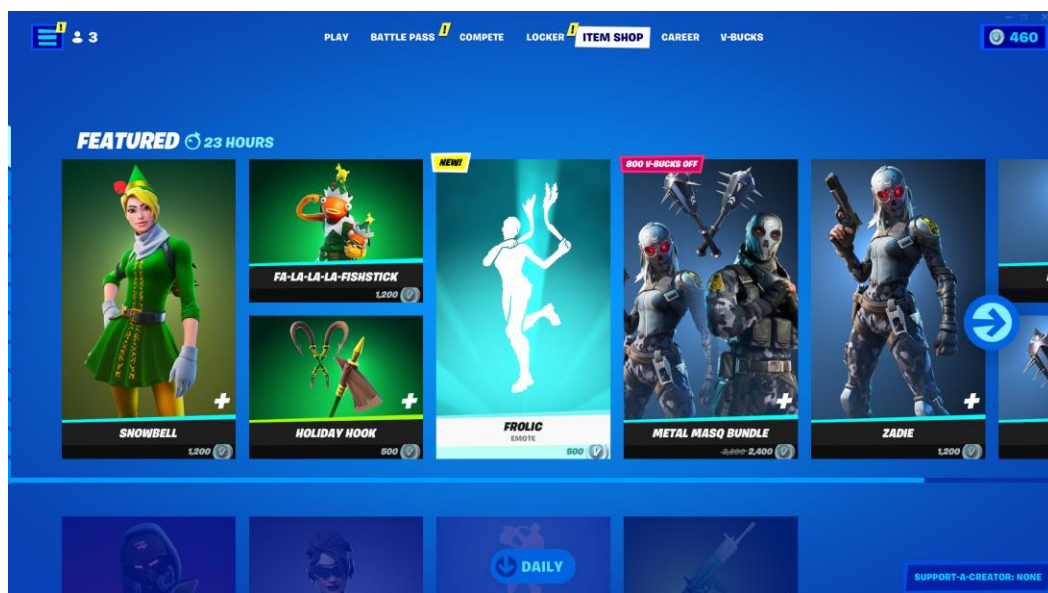 !
3
PLAY
BATTLE PASS !
COMPETE
LOCKER !
ITEM SHOP
CAREER
V-BUCKS
460
FEATURED 23 HOURS
SNOWBELL
1,200
FA-LA-LA-LA-FISHSTICK
1,200
HOLIDAY HOOK
500
NEW!
FROLIC
EMOTE
500
800 V-BUCKS OFF
METAL MASQ BUNDLE
3,200 2,400
ZADIE
1,200
DAILY
SUPPORT-A-CREATOR: NONE